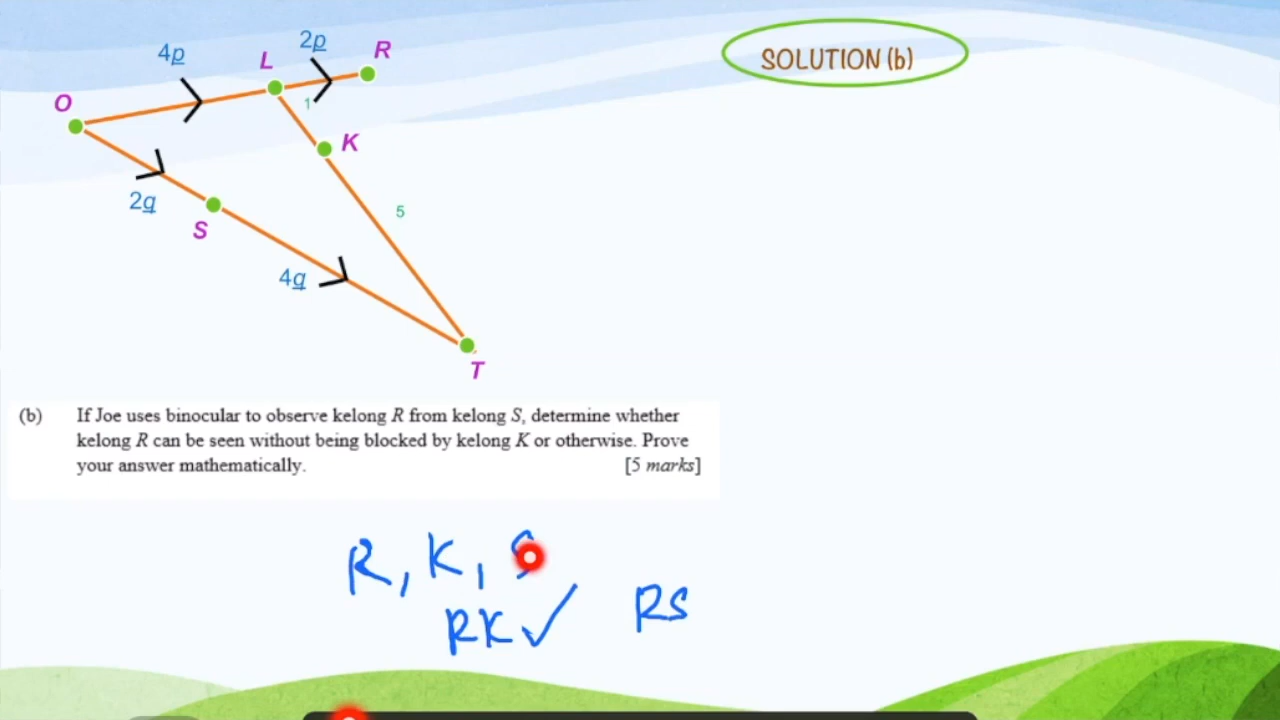 4p
2p
R
L
SOLUTION (b)
O
1
K
2q
S
5
4q
T
(b) If Joe uses binocular to observe kelong R from kelong S, determine whether
kelong R can be seen without being blocked by kelong K or otherwise. Prove
your answer mathematically. [5 marks]
R, K, S
RK✓ RS